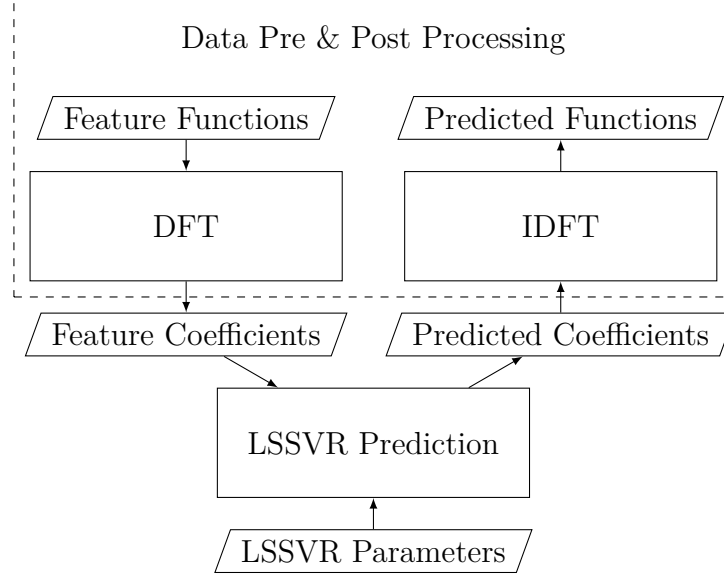 Data Pre & Post Processing
Feature Functions
Predicted Functions
DFT
IDFT
Feature Coefficients
Predicted Coefficients
LSSVR Prediction
LSSVR Parameters